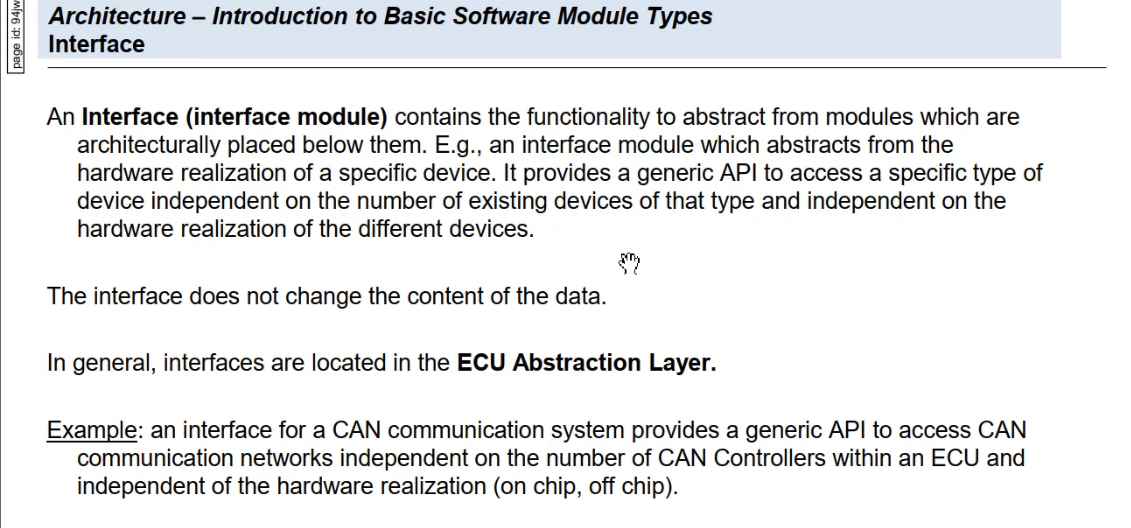 page id: 94jw
Architecture – Introduction to Basic Software Module Types
Interface
An Interface (interface module) contains the functionality to abstract from modules which are
architecturally placed below them. E.g., an interface module which abstracts from the
hardware realization of a specific device. It provides a generic API to access a specific type of
device independent on the number of existing devices of that type and independent on the
hardware realization of the different devices.
The interface does not change the content of the data.
In general, interfaces are located in the ECU Abstraction Layer.
Example: an interface for a CAN communication system provides a generic API to access CAN
communication networks independent on the number of CAN Controllers within an ECU and
independent of the hardware realization (on chip, off chip).